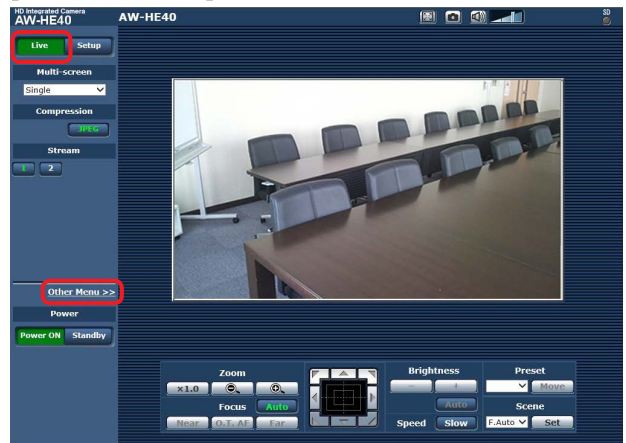 HD Integrated Camera
AW-HE40
AW-HE40
SD
Live
Setup
Multi-screen
Single
Compression
JPEG
Stream
1
2
Other Menu >>
Power
Power ON
Standby
Zoom
×1.0
Focus
Auto
Near
O.T. AF
Far
Brightness
－
＋
Auto
Speed
Slow
Preset
Move
Scene
F.Auto
Set